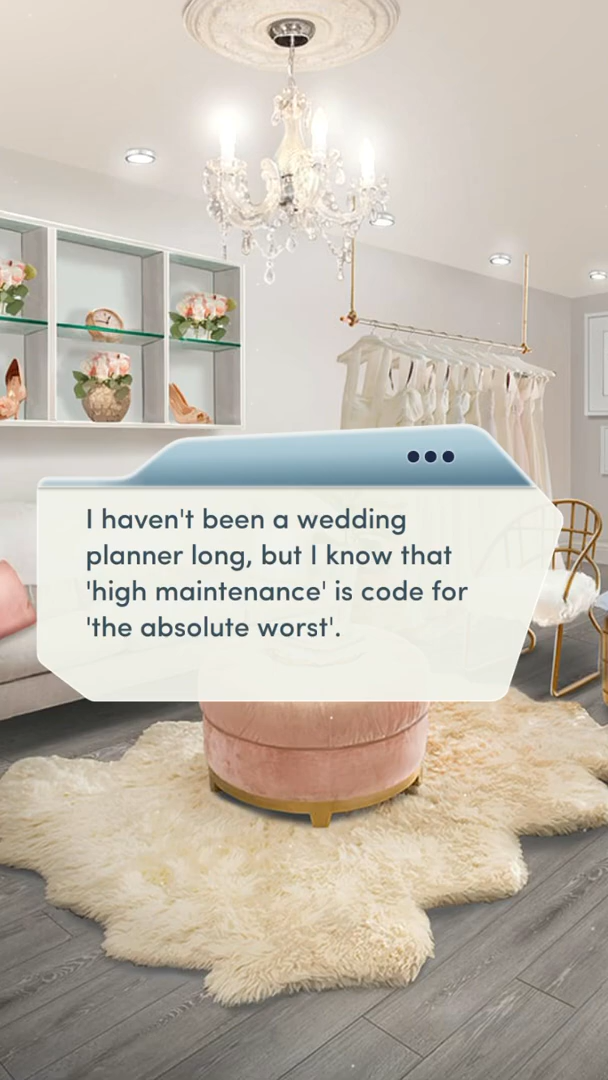 I haven't been a wedding
planner long, but I know that
'high maintenance' is code for
'the absolute worst'.